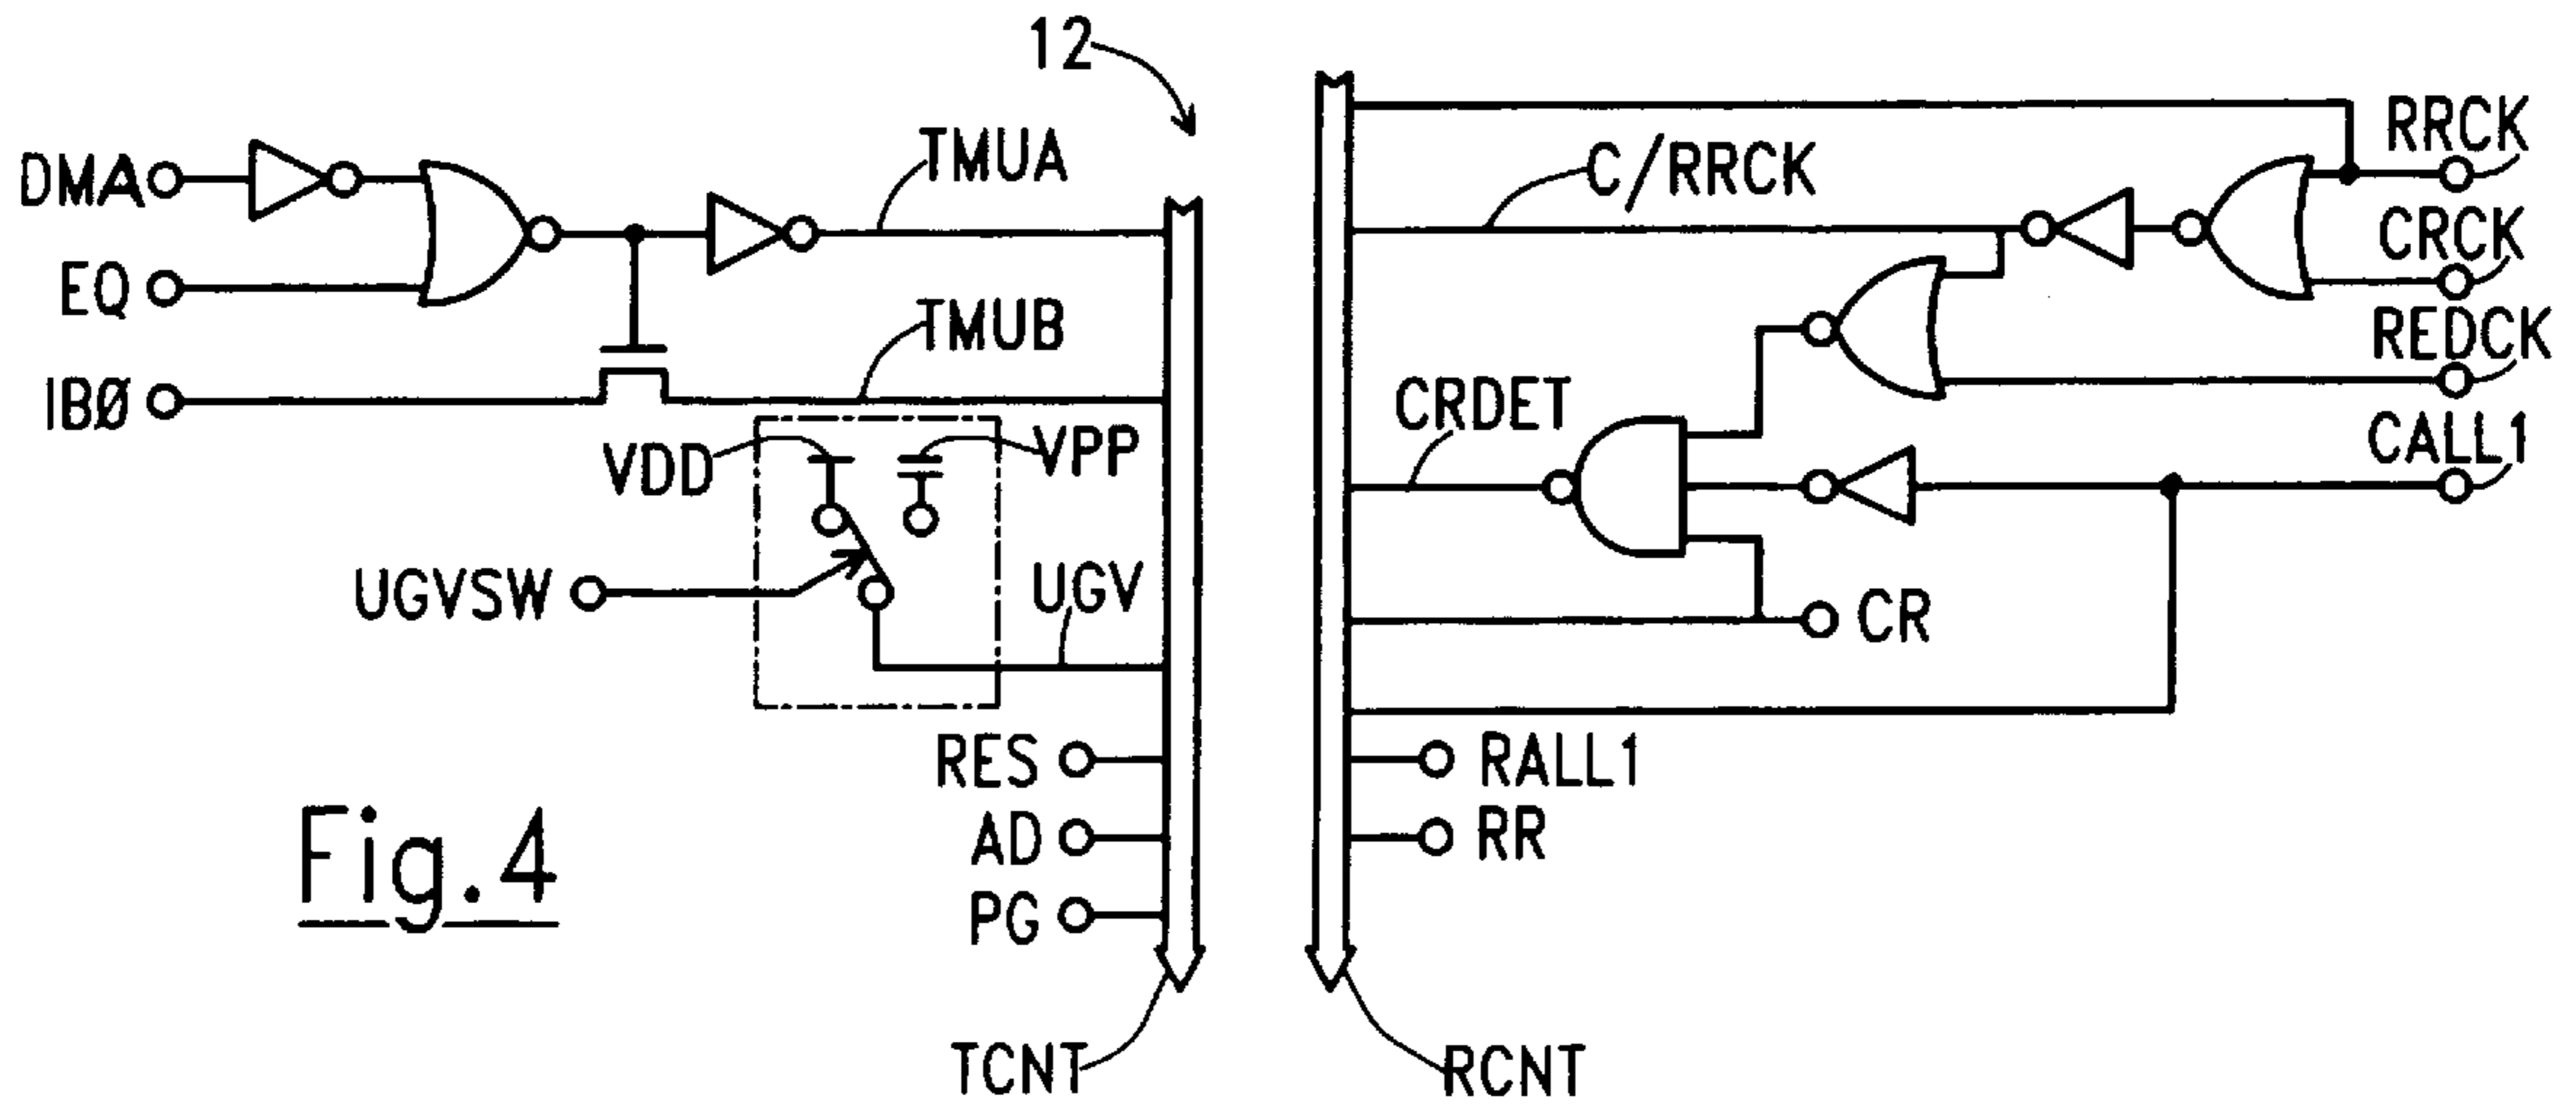 12
DMA
EQ
IBØ
TMUA
TMUB
VDD
VPP
UGVSW
UGV
RES
AD
PG
TCNT
C/RRCK
RRCK
CRCK
REDCK
CALL1
CRDET
CR
RALL1
RR
RCNT
Fig.4